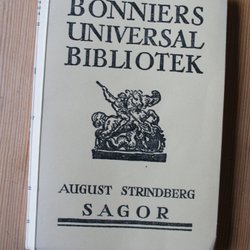 BONNIERS
UNIVERSAL
BIBLIOTEK
AUGUST STRINDBERG
SAGOR